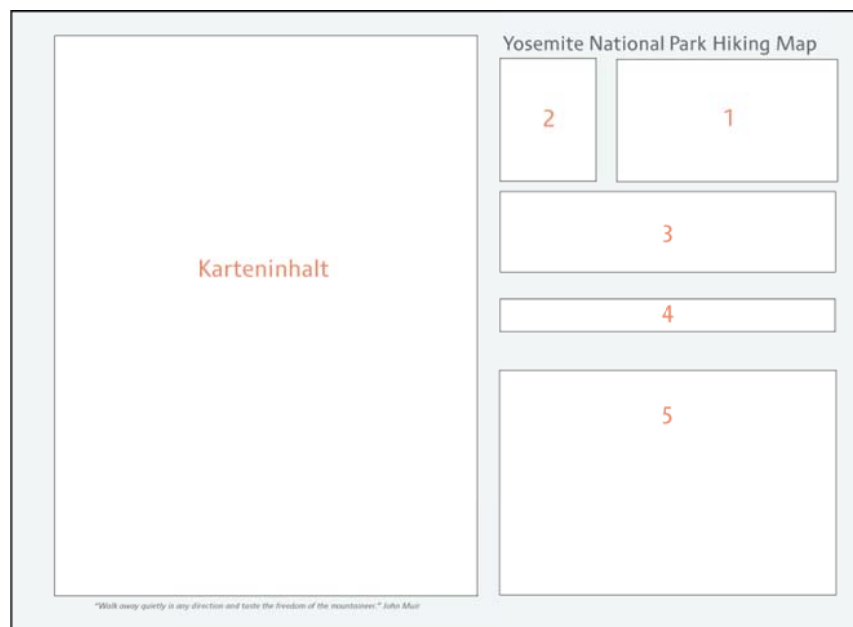 Yosemite National Park Hiking Map
2
1
3
Karteninhalt
4
5
"Walk away quietly is any direction and taste the freedom of the mountaineer." John Muir